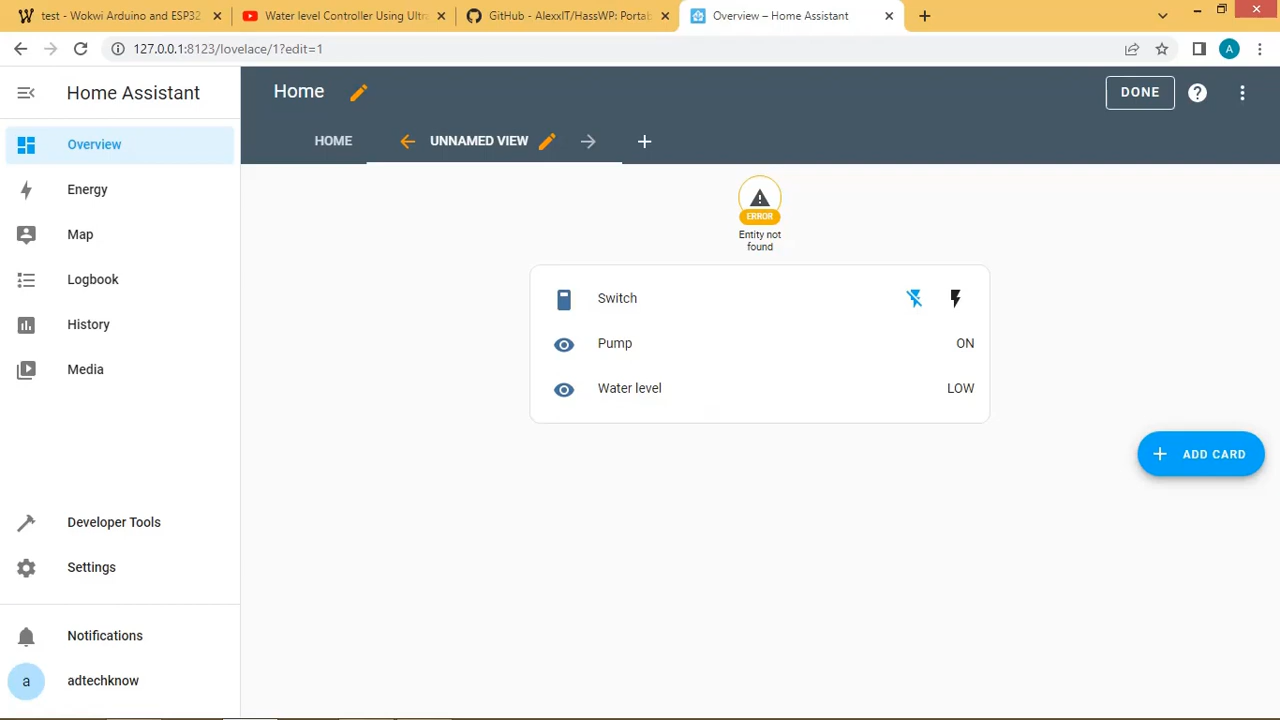 test - Wokwi Arduino and ESP32
Water level Controller Using Ultr
GitHub - AlexxIT/HassWP: Portab
Overview – Home Assistant
127.0.0.1:8123/lovelace/1?edit=1
A
Home Assistant
Home
DONE
HOME
UNNAMED VIEW
Overview
Energy
Map
Logbook
History
Media
Developer Tools
Settings
Notifications
a
adtechknow
ERROR
Entity not
found
Switch
Pump
ON
Water level
LOW
ADD CARD